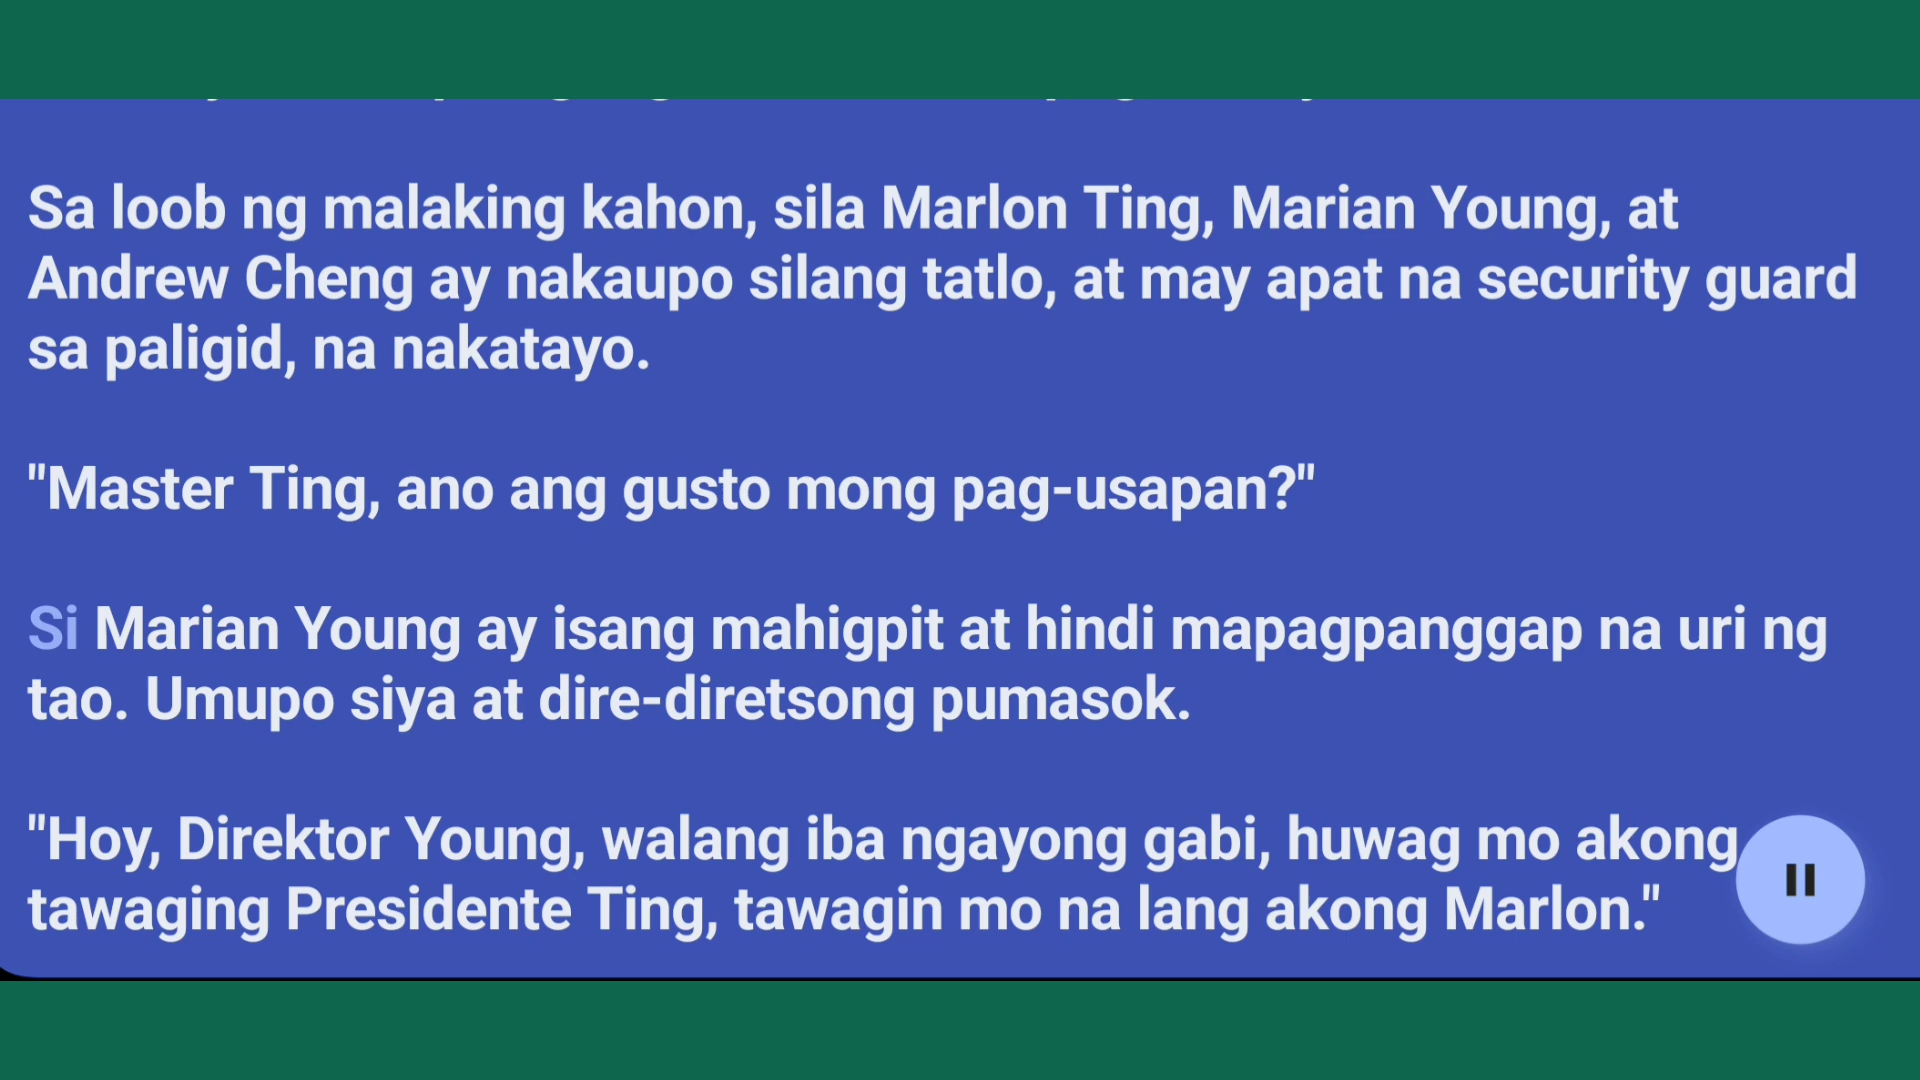 Sa loob ng malaking kahon, sila Marlon Ting, Marian Young, at
Andrew Cheng ay nakaupo silang tatlo, at may apat na security guard
sa paligid, na nakatayo.
"Master Ting, ano ang gusto mong pag-usapan?"
Si Marian Young ay isang mahigpit at hindi mapagpanggap na uri ng
tao. Umupo siya at dire-diretsong pumasok.
"Hoy, Direktor Young, walang iba ngayong gabi, huwag mo akong
tawaging Presidente Ting, tawagin mo na lang akong Marlon."